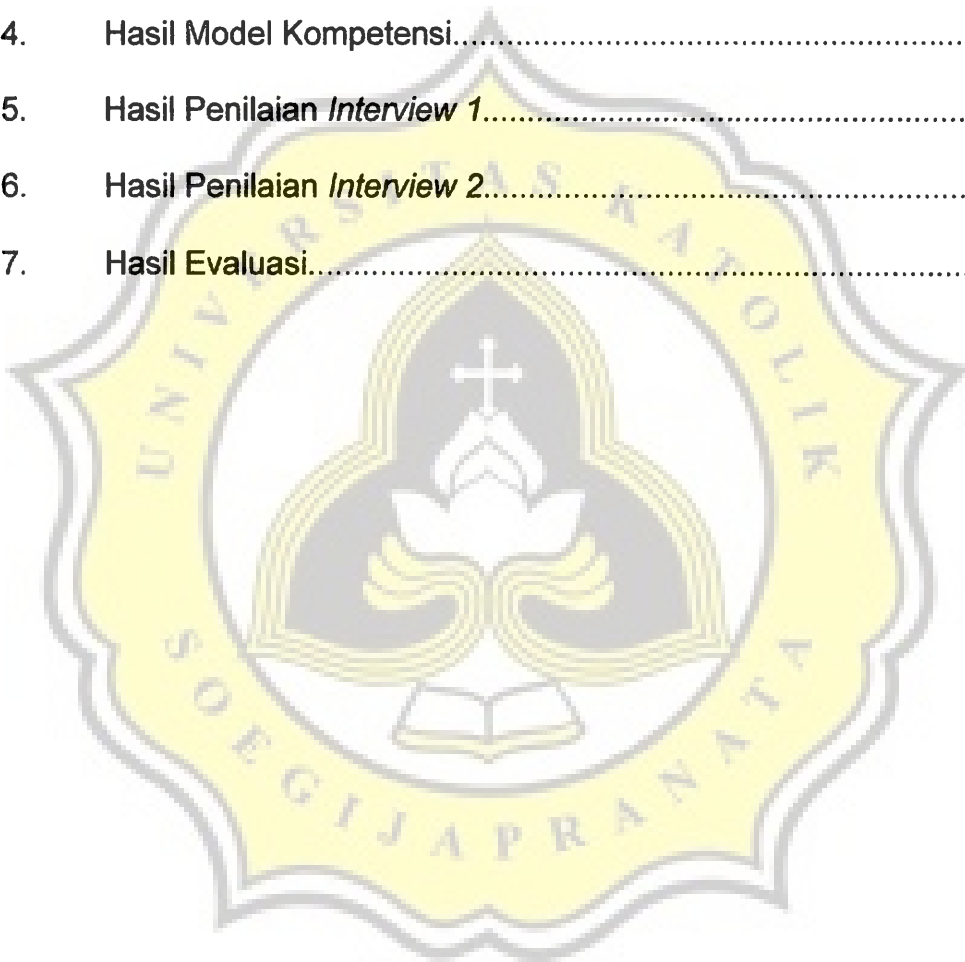 4. Hasil Model Kompetensi..........................................................
5. Hasil Penilaian Interview 1......................................................
6. Hasil Penilaian Interview 2......................................................
7. Hasil Evaluasi.........................................................................
UNIVERSITAS KATOLIK
SOEGIJAPRANATA